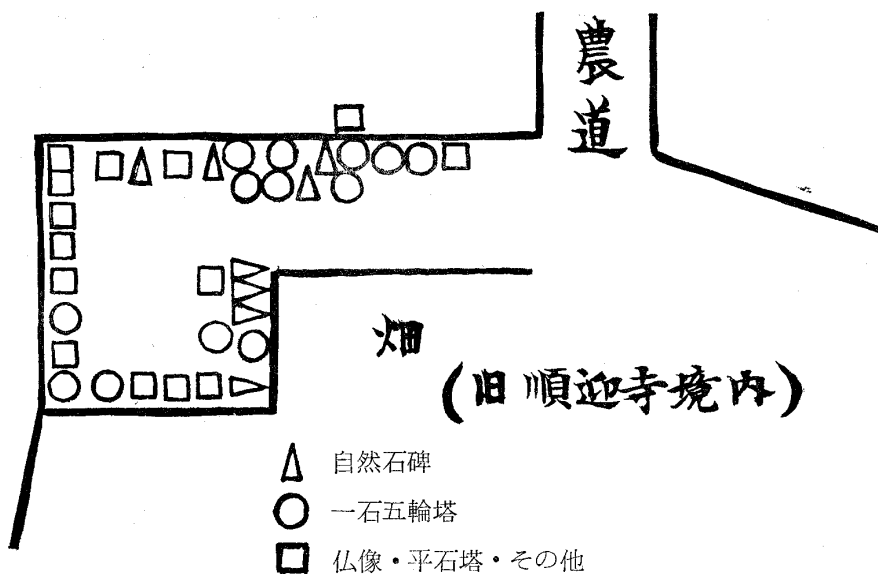 農道
畑
(旧順迎寺境内)
自然石碑
一石五輪塔
仏像・平石塔・その他